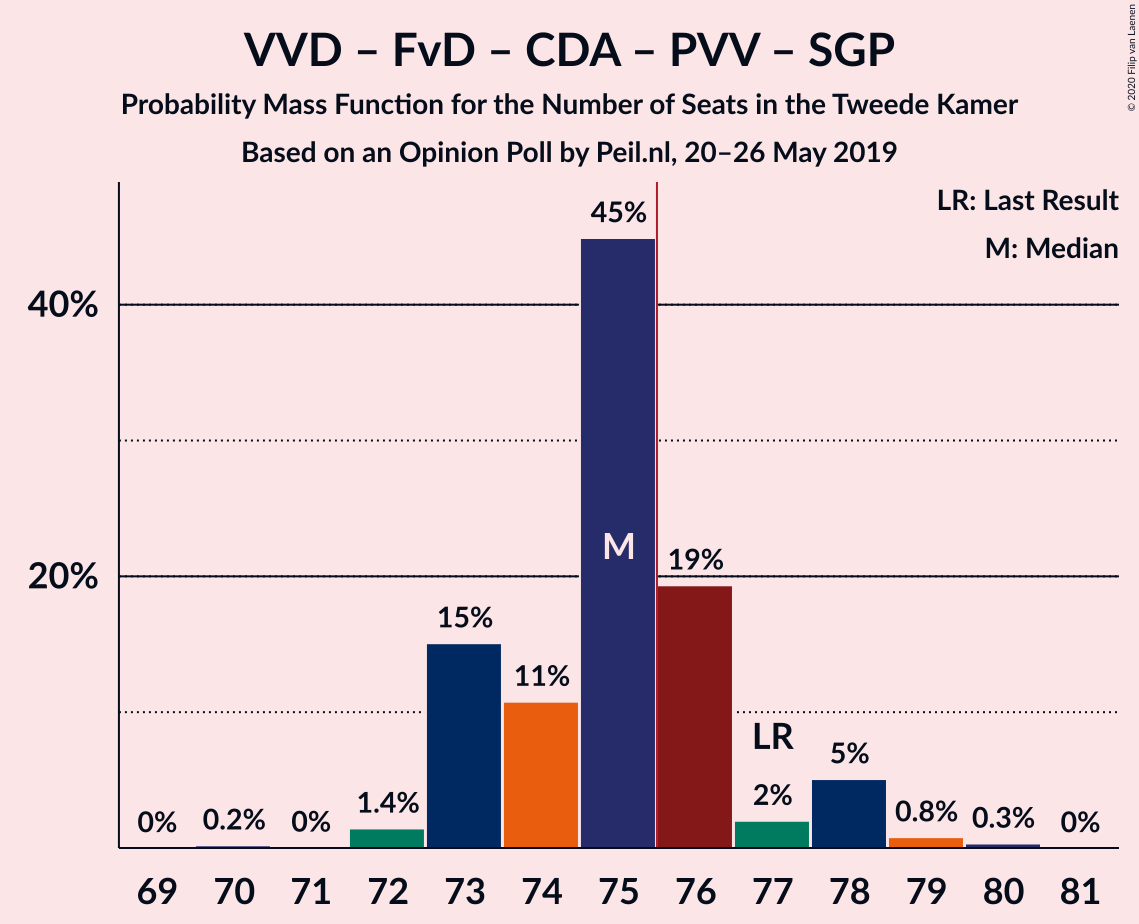 VVD – FvD – CDA – PVV – SGP
Probability Mass Function for the Number of Seats in the Tweede Kamer
Based on an Opinion Poll by Peil.nl, 20–26 May 2019
© 2020 Filip van Laenen
LR: Last Result
M: Median
40%
20%
0%
0.2%
0%
1.4%
15%
11%
45%
M
19%
LR
2%
5%
0.8%
0.3%
0%
69 70 71 72 73 74 75 76 77 78 79 80 81